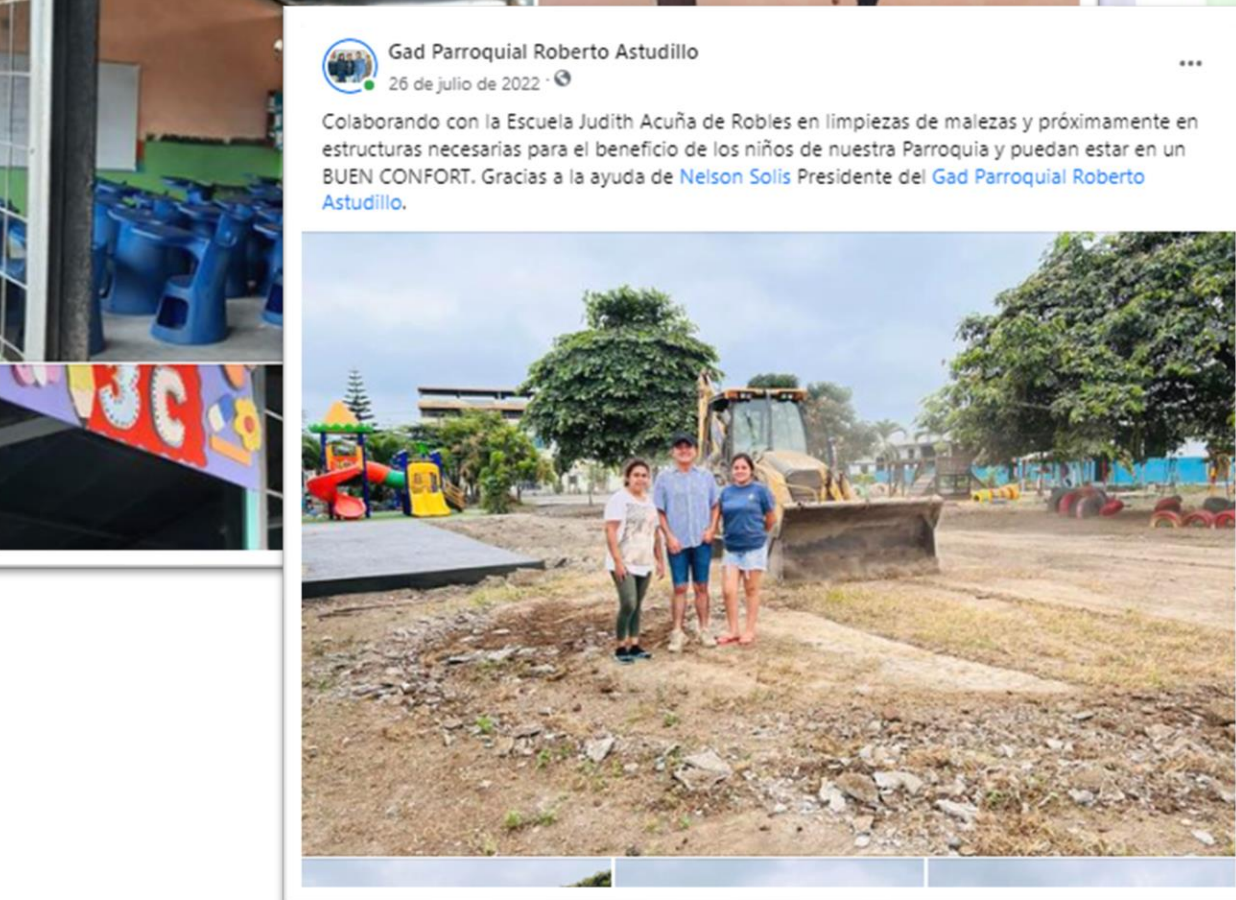 Gad Parroquial Roberto Astudillo
26 de julio de 2022 ·
Colaborando con la Escuela Judith Acuña de Robles en limpiezas de malezas y próximamente en
estructuras necesarias para el beneficio de los niños de nuestra Parroquia y puedan estar en un
BUEN CONFORT. Gracias a la ayuda de Nelson Solis Presidente del Gad Parroquial Roberto
Astudillo.